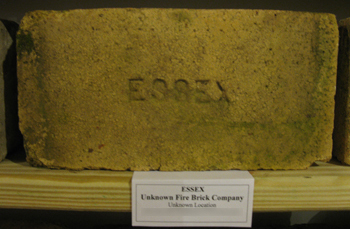 ESSEX
ESSEX
Unknown Fire Brick Company
Unknown Location